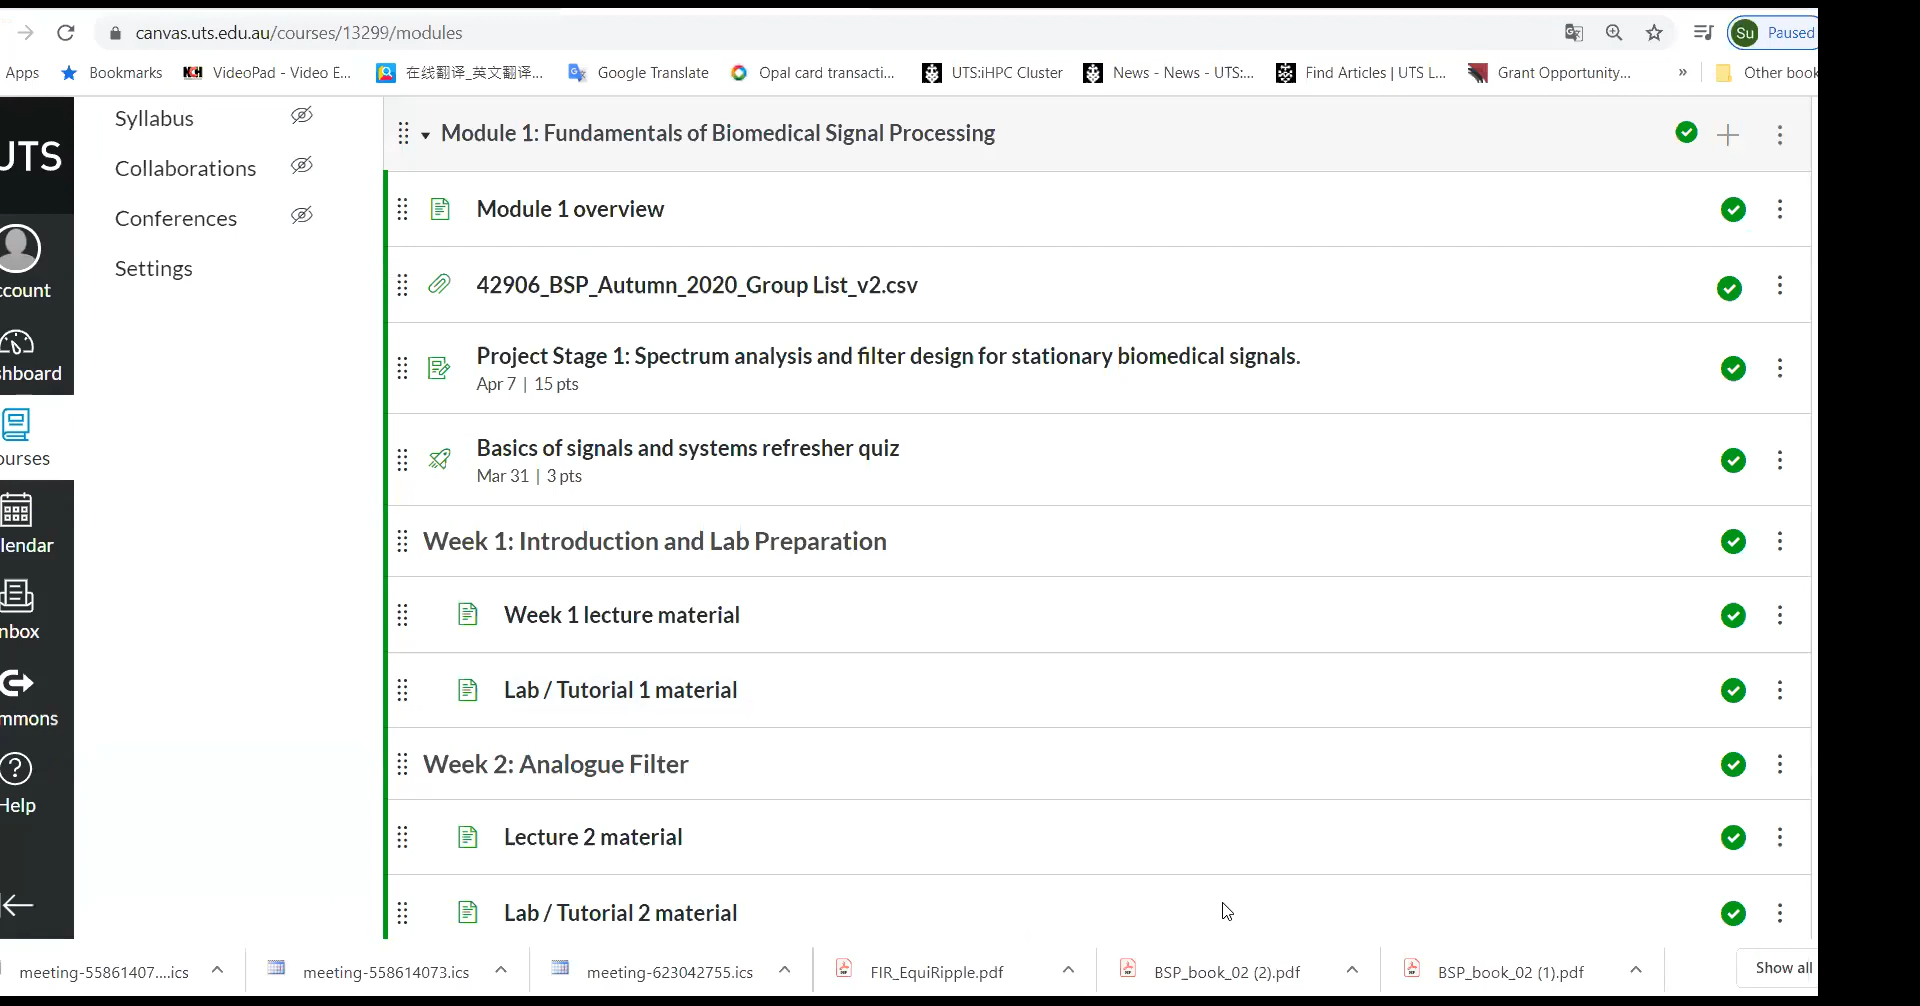 canvas.uts.edu.au/courses/13299/modules
Su Paused
Apps Bookmarks NCH VideoPad - Video E... 在线翻译_英文翻译... Google Translate Opal card transacti... UTS:iHPC Cluster News - News - UTS:... Find Articles | UTS L... Grant Opportunity... » Other book
UTS
ccount
shboard
ourses
lendar
nbox
mmons
Help
Syllabus
Collaborations
Conferences
Settings
Module 1: Fundamentals of Biomedical Signal Processing
Module 1 overview
42906_BSP_Autumn_2020_Group List_v2.csv
Project Stage 1: Spectrum analysis and filter design for stationary biomedical signals.
Apr 7 | 15 pts
Basics of signals and systems refresher quiz
Mar 31 | 3 pts
Week 1: Introduction and Lab Preparation
Week 1 lecture material
Lab / Tutorial 1 material
Week 2: Analogue Filter
Lecture 2 material
Lab / Tutorial 2 material
meeting-55861407....ics meeting-558614073.ics meeting-623042755.ics FIR_EquiRipple.pdf BSP_book_02 (2).pdf BSP_book_02 (1).pdf Show all